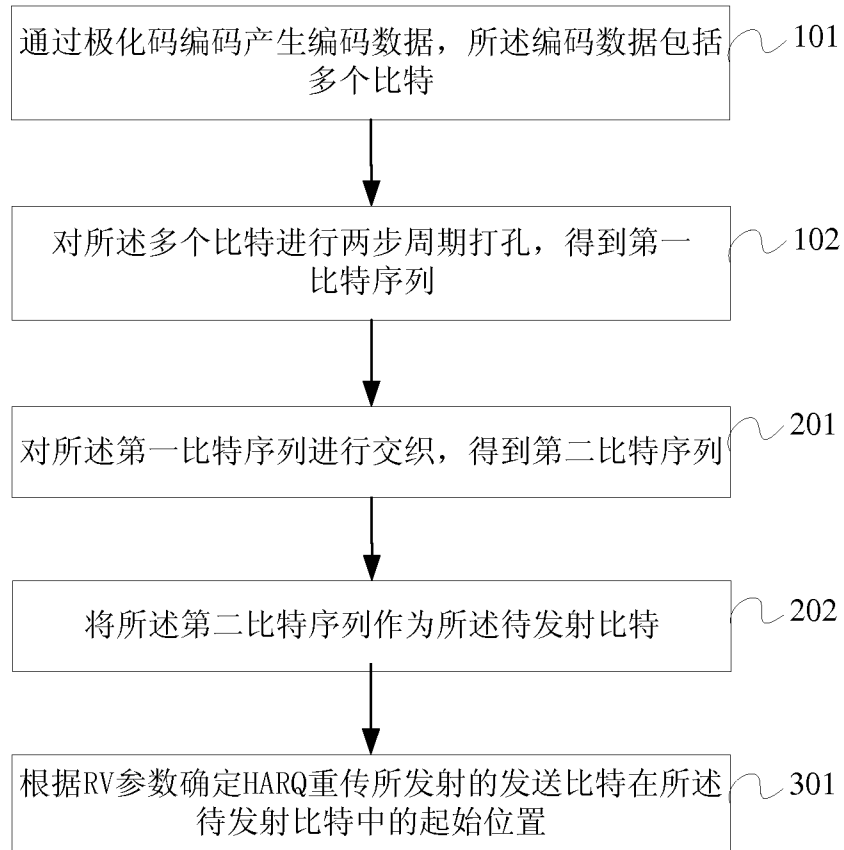 通过极化码编码产生编码数据，所述编码数据包括
多个比特
101
对所述多个比特进行两步周期打孔，得到第一
比特序列
102
对所述第一比特序列进行交织，得到第二比特序列
201
将所述第二比特序列作为所述待发射比特
202
根据RV参数确定HARQ重传所发射的发送比特在所述
待发射比特中的起始位置
301